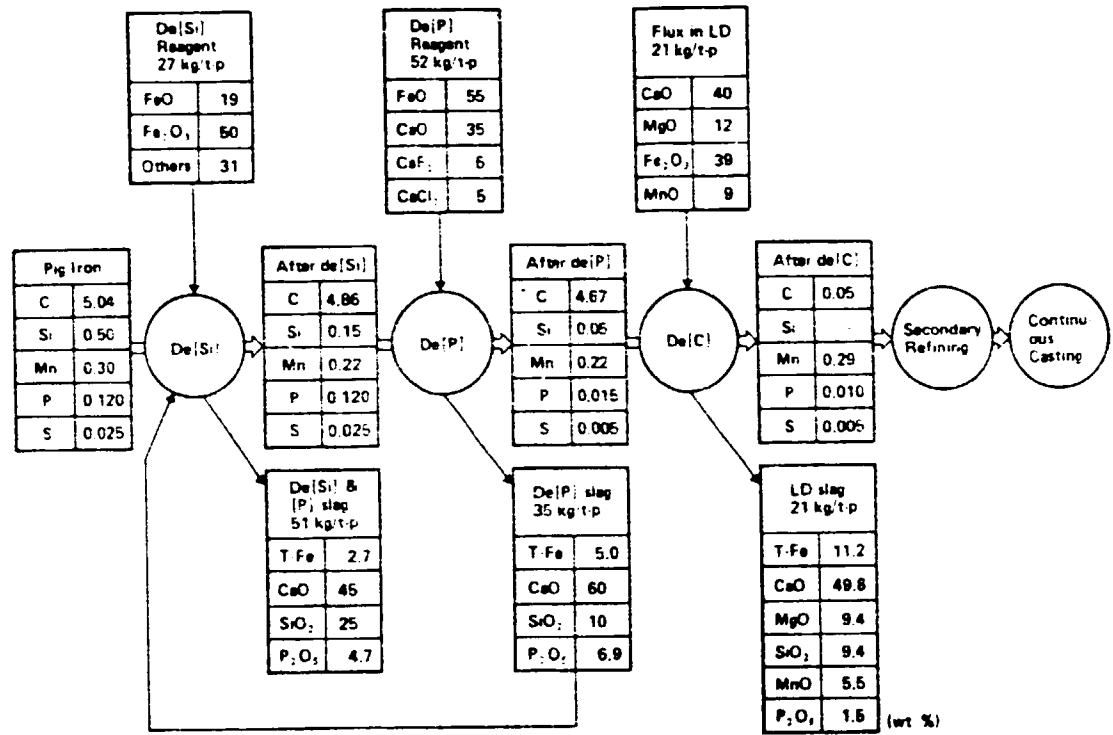 De[Si]
Reagent
27 kg/t·p
FeO 19
Fe₂O₃ 50
Others 31
De[P]
Reagent
52 kg/t·p
FeO 55
CaO 35
CaF₂ 5
CaCl₂ 5
Flux in LD
21 kg/t·p
CaO 40
MgO 12
Fe₂O₃ 39
MnO 9
Pig Iron
C 5.04
Si 0.50
Mn 0.30
P 0.120
S 0.025
De[Si]
After de[Si]
C 4.86
Si 0.15
Mn 0.22
P 0.120
S 0.025
De[P]
After de[P]
C 4.67
Si 0.05
Mn 0.22
P 0.015
S 0.005
De[C]
After de[C]
C 0.05
Si
Mn 0.29
P 0.010
S 0.005
Secondary
Refining
Continu
ous
Casting
De[Si] &
[P] slag
51 kg/t·p
T·Fe 2.7
CaO 45
SiO₂ 25
P₂O₅ 4.7
De[P] slag
35 kg/t·p
T·Fe 5.0
CaO 60
SiO₂ 10
P₂O₅ 6.9
LD slag
21 kg/t·p
T·Fe 11.2
CaO 49.8
MgO 9.4
SiO₂ 9.4
MnO 5.5
P₂O₅ 1.5
(wt %)